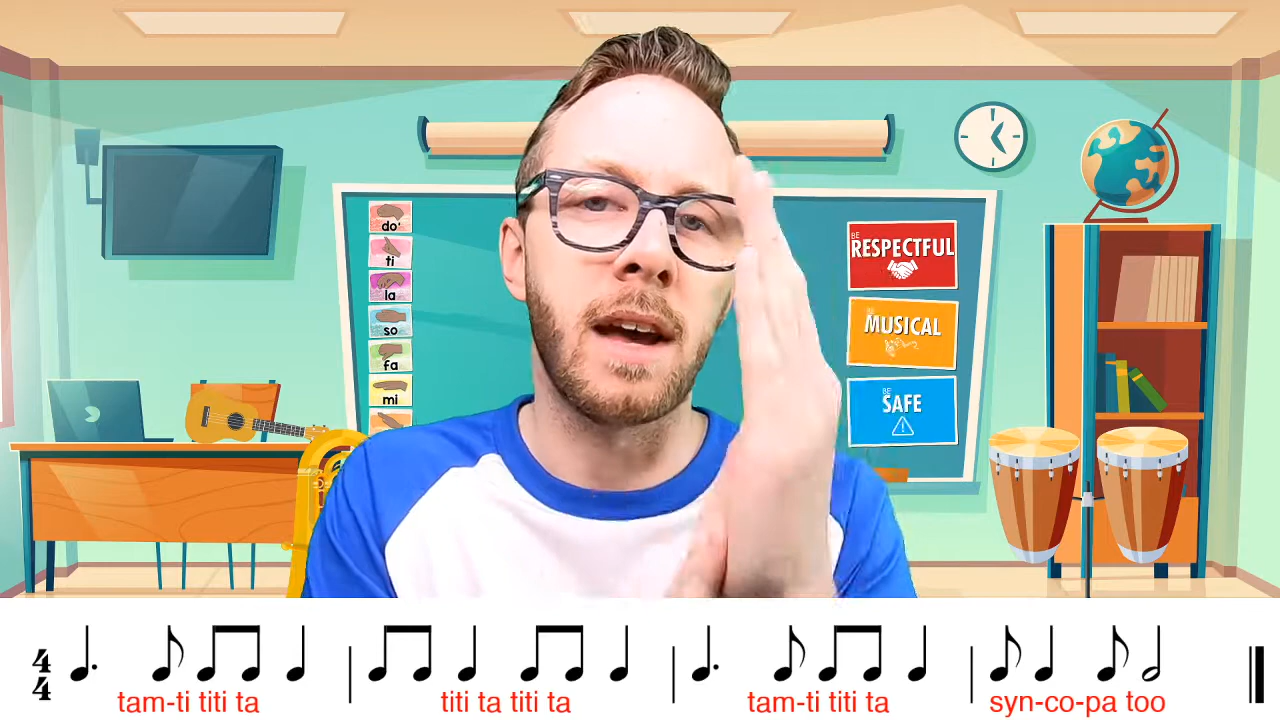 do'
ti
la
so
fa
mi
BE
RESPECTFUL
MUSICAL
BE
SAFE
4
4
tam-ti titi ta
titi ta titi ta
tam-ti titi ta
syn-co-pa too